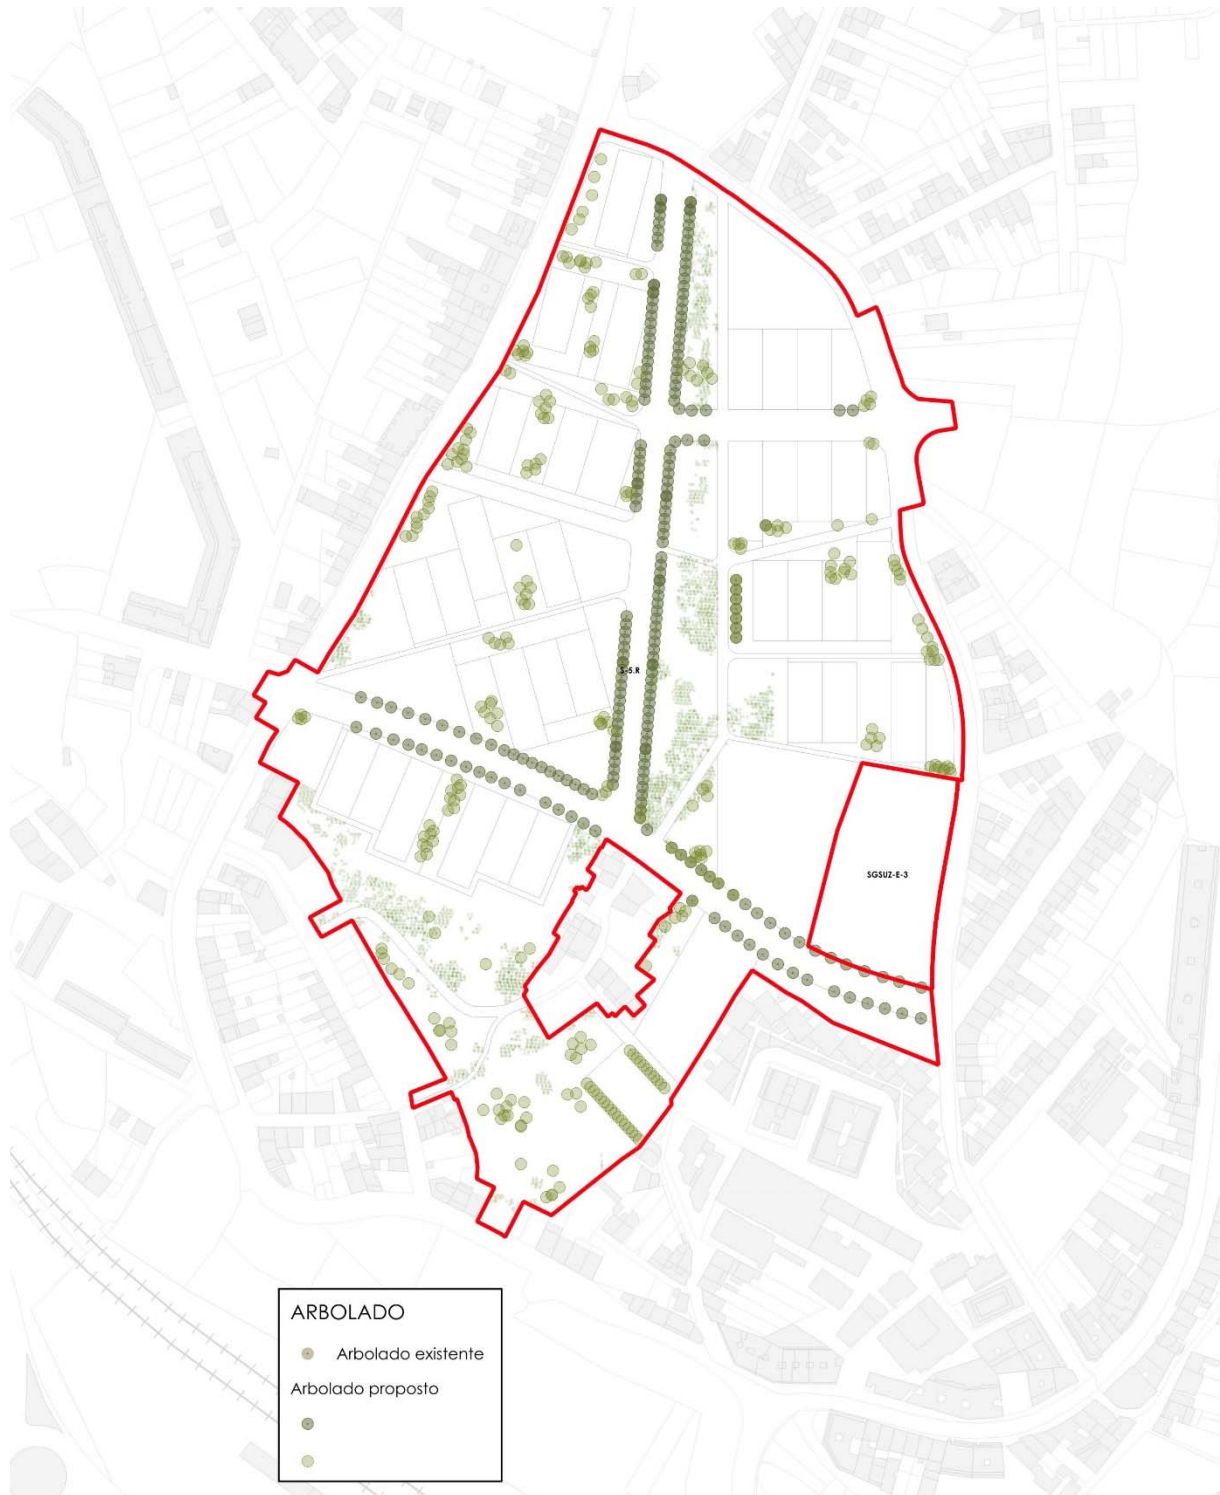 S-5.R
SGSUZ-E-3
ARBOLADO
Arbolado existente
Arbolado proposto